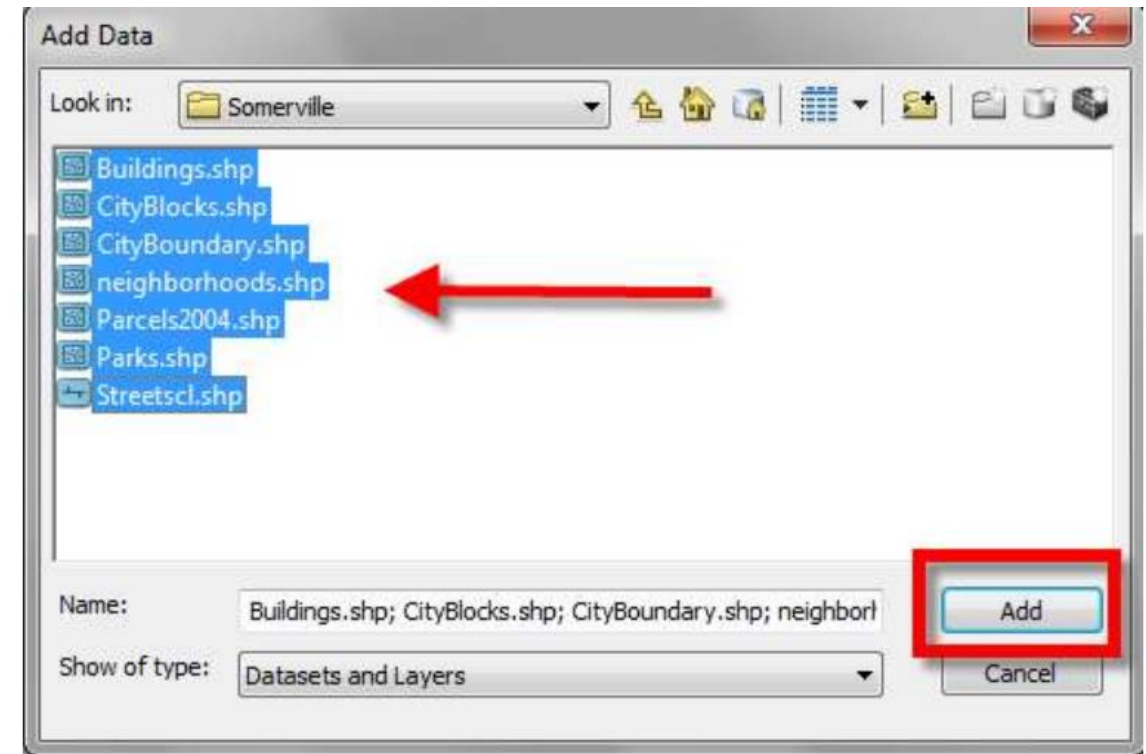 Add Data
Look in: Somerville
Buildings.shp
CityBlocks.shp
CityBoundary.shp
neighborhoods.shp
Parcels2004.shp
Parks.shp
Streetscl.shp
Name: Buildings.shp; CityBlocks.shp; CityBoundary.shp; neighborl Add
Show of type: Datasets and Layers Cancel